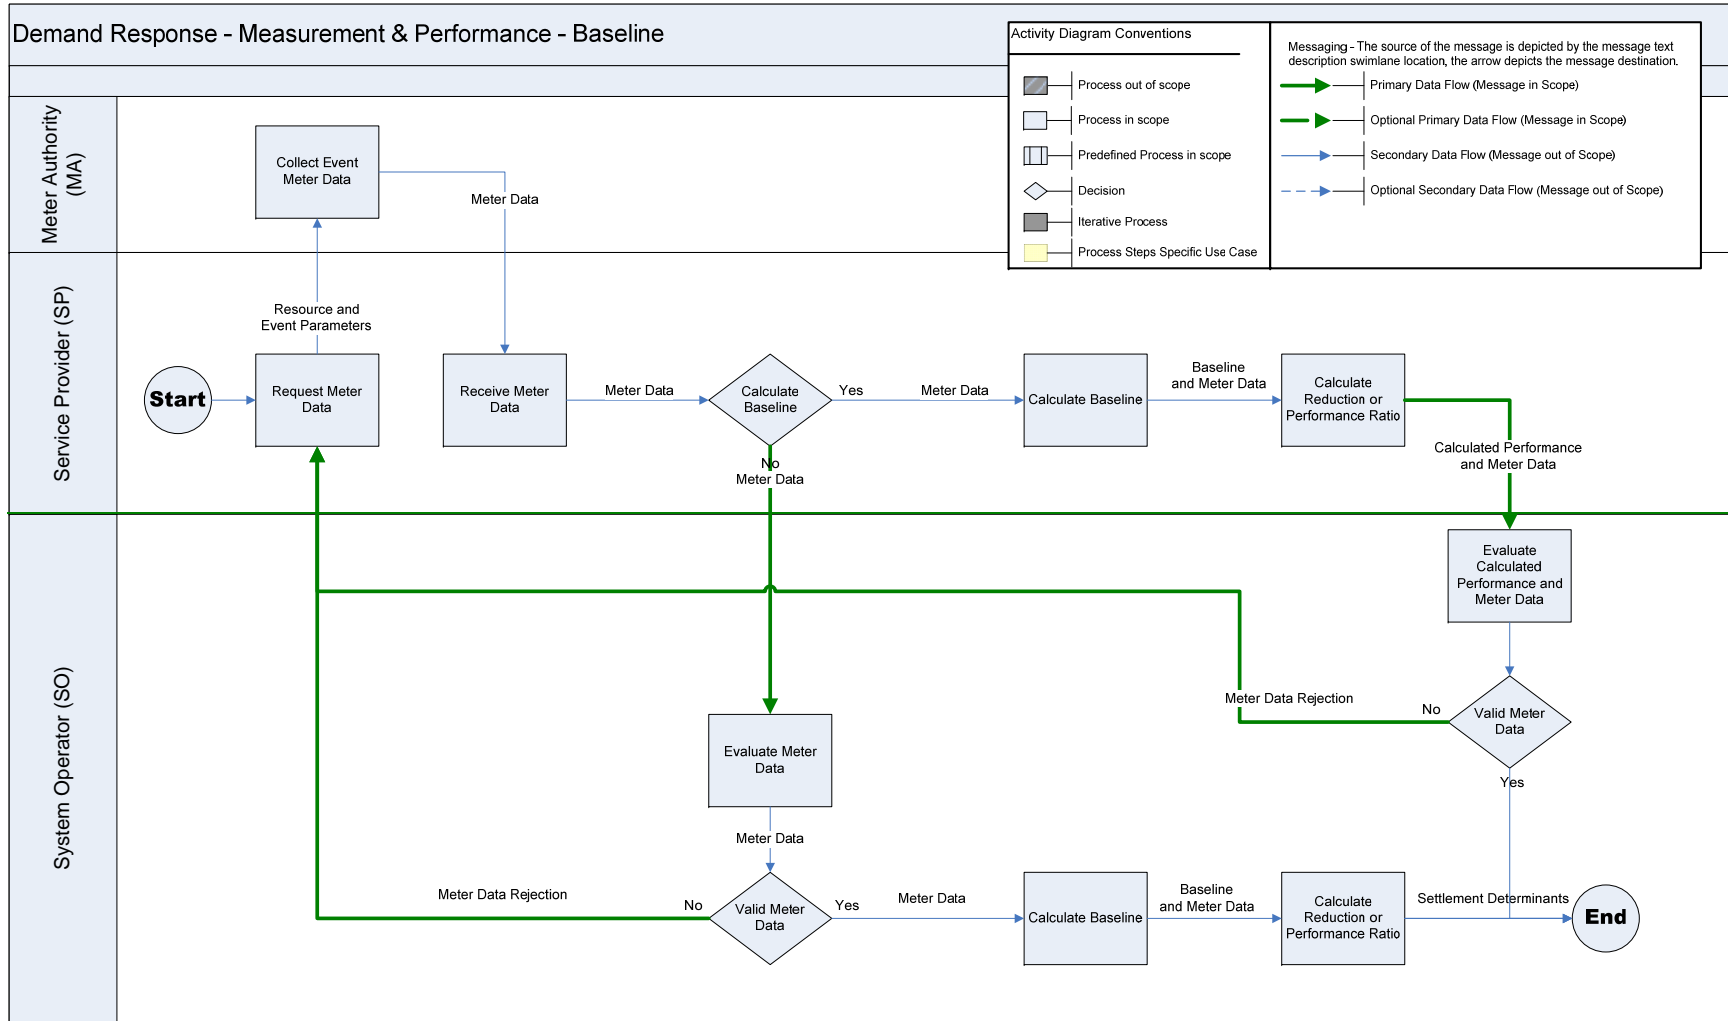 Demand Response - Measurement & Performance - Baseline
Activity Diagram Conventions
Process out of scope
Process in scope
Predefined Process in scope
Decision
Iterative Process
Process Steps Specific Use Case
Messaging - The source of the message is depicted by the message text
description swimlane location, the arrow depicts the message destination.
Primary Data Flow (Message in Scope)
Optional Primary Data Flow (Message in Scope)
Secondary Data Flow (Message out of Scope)
Optional Secondary Data Flow (Message out of Scope)
Meter Authority
(MA)
Collect Event
Meter Data
Meter Data
Resource and
Event Parameters
Service Provider (SP)
Start
Request Meter
Data
Receive Meter
Data
Meter Data
Calculate
Baseline
Yes
Meter Data
Calculate Baseline
Baseline
and Meter Data
Calculate
Reduction or
Performance Ratio
No
Meter Data
Calculated Performance
and Meter Data
System Operator (SO)
Evaluate
Calculated
Performance and
Meter Data
Meter Data Rejection
No
Valid Meter
Data
Yes
Evaluate Meter
Data
Meter Data
Meter Data Rejection
No
Valid Meter
Data
Yes
Meter Data
Calculate Baseline
Baseline
and Meter Data
Calculate
Reduction or
Performance Ratio
Settlement Determinants
End